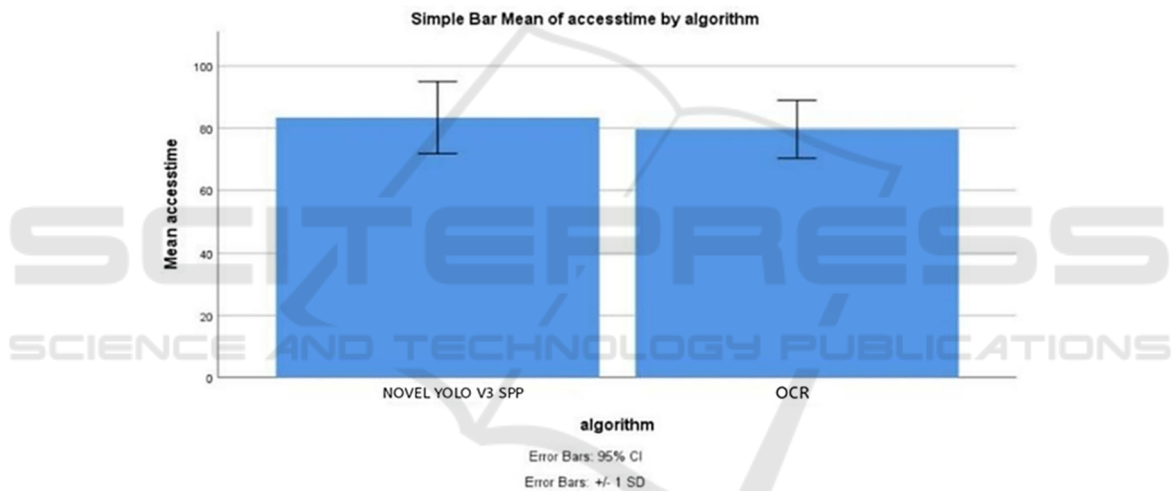 Simple Bar Mean of accesstime by algorithm
Mean accesstime
100
80
60
40
20
0
NOVEL YOLO V3 SPP
OCR
algorithm
Error Bars: 95% CI
Error Bars: +/- 1 SD
SCITEPRESS
SCIENCE AND TECHNOLOGY PUBLICATIONS